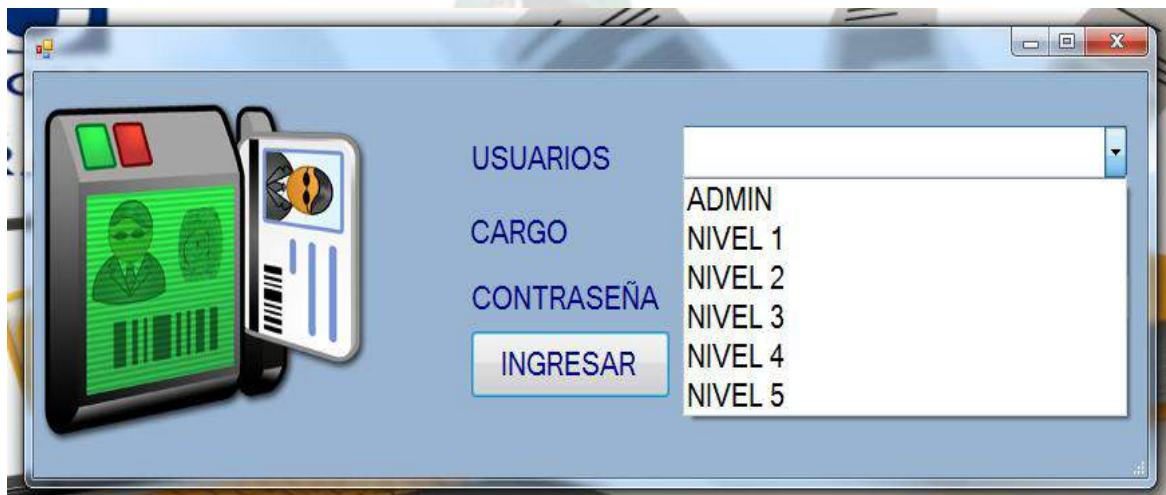 USUARIOS
ADMIN
NIVEL 1
NIVEL 2
NIVEL 3
NIVEL 4
NIVEL 5
CARGO
CONTRASEÑA
INGRESAR